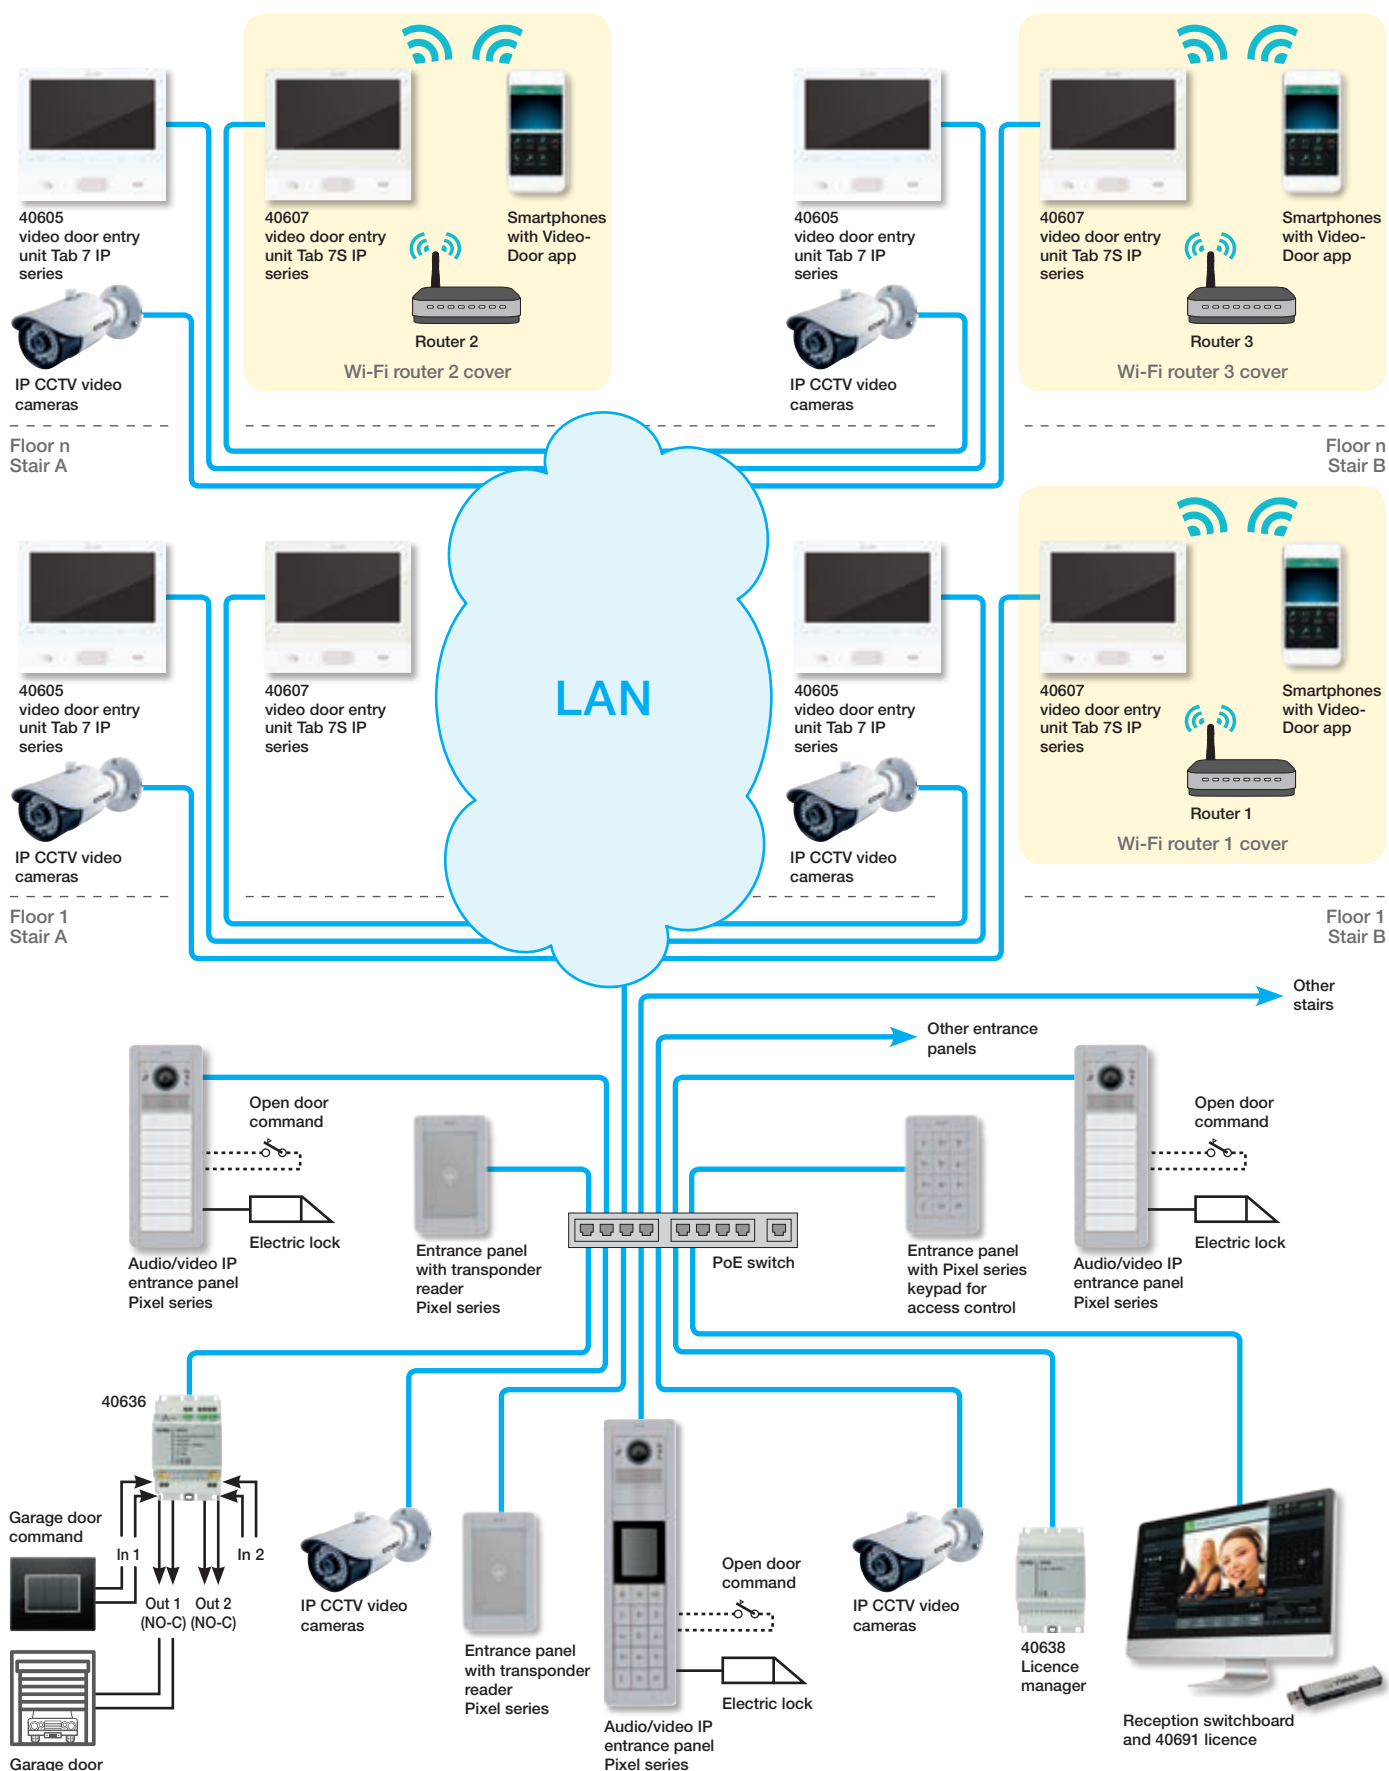 40605
video door entry
unit Tab 7 IP
series
40607
video door entry
unit Tab 7S IP
series
Smartphones
with Video-
Door app
Router 2
Wi-Fi router 2 cover
IP CCTV video
cameras
40605
video door entry
unit Tab 7 IP
series
40607
video door entry
unit Tab 7S IP
series
Smartphones
with Video-
Door app
Router 3
Wi-Fi router 3 cover
IP CCTV video
cameras
Floor n
Stair A
Floor n
Stair B
40605
video door entry
unit Tab 7 IP
series
40607
video door entry
unit Tab 7S IP
series
IP CCTV video
cameras
LAN
40605
video door entry
unit Tab 7 IP
series
40607
video door entry
unit Tab 7S IP
series
Smartphones
with Video-
Door app
Router 1
Wi-Fi router 1 cover
IP CCTV video
cameras
Floor 1
Stair A
Floor 1
Stair B
Other
stairs
Other entrance
panels
Open door
command
Electric lock
Audio/video IP
entrance panel
Pixel series
Entrance panel
with transponder
reader
Pixel series
PoE switch
Entrance panel
with Pixel series
keypad for
access control
Open door
command
Electric lock
Audio/video IP
entrance panel
Pixel series
40636
Garage door
command
In 1
In 2
Out 1
(NO-C)
Out 2
(NO-C)
Garage door
IP CCTV video
cameras
Entrance panel
with transponder
reader
Pixel series
Open door
command
Electric lock
Audio/video IP
entrance panel
Pixel series
IP CCTV video
cameras
40638
Licence
manager
Reception switchboard
and 40691 licence